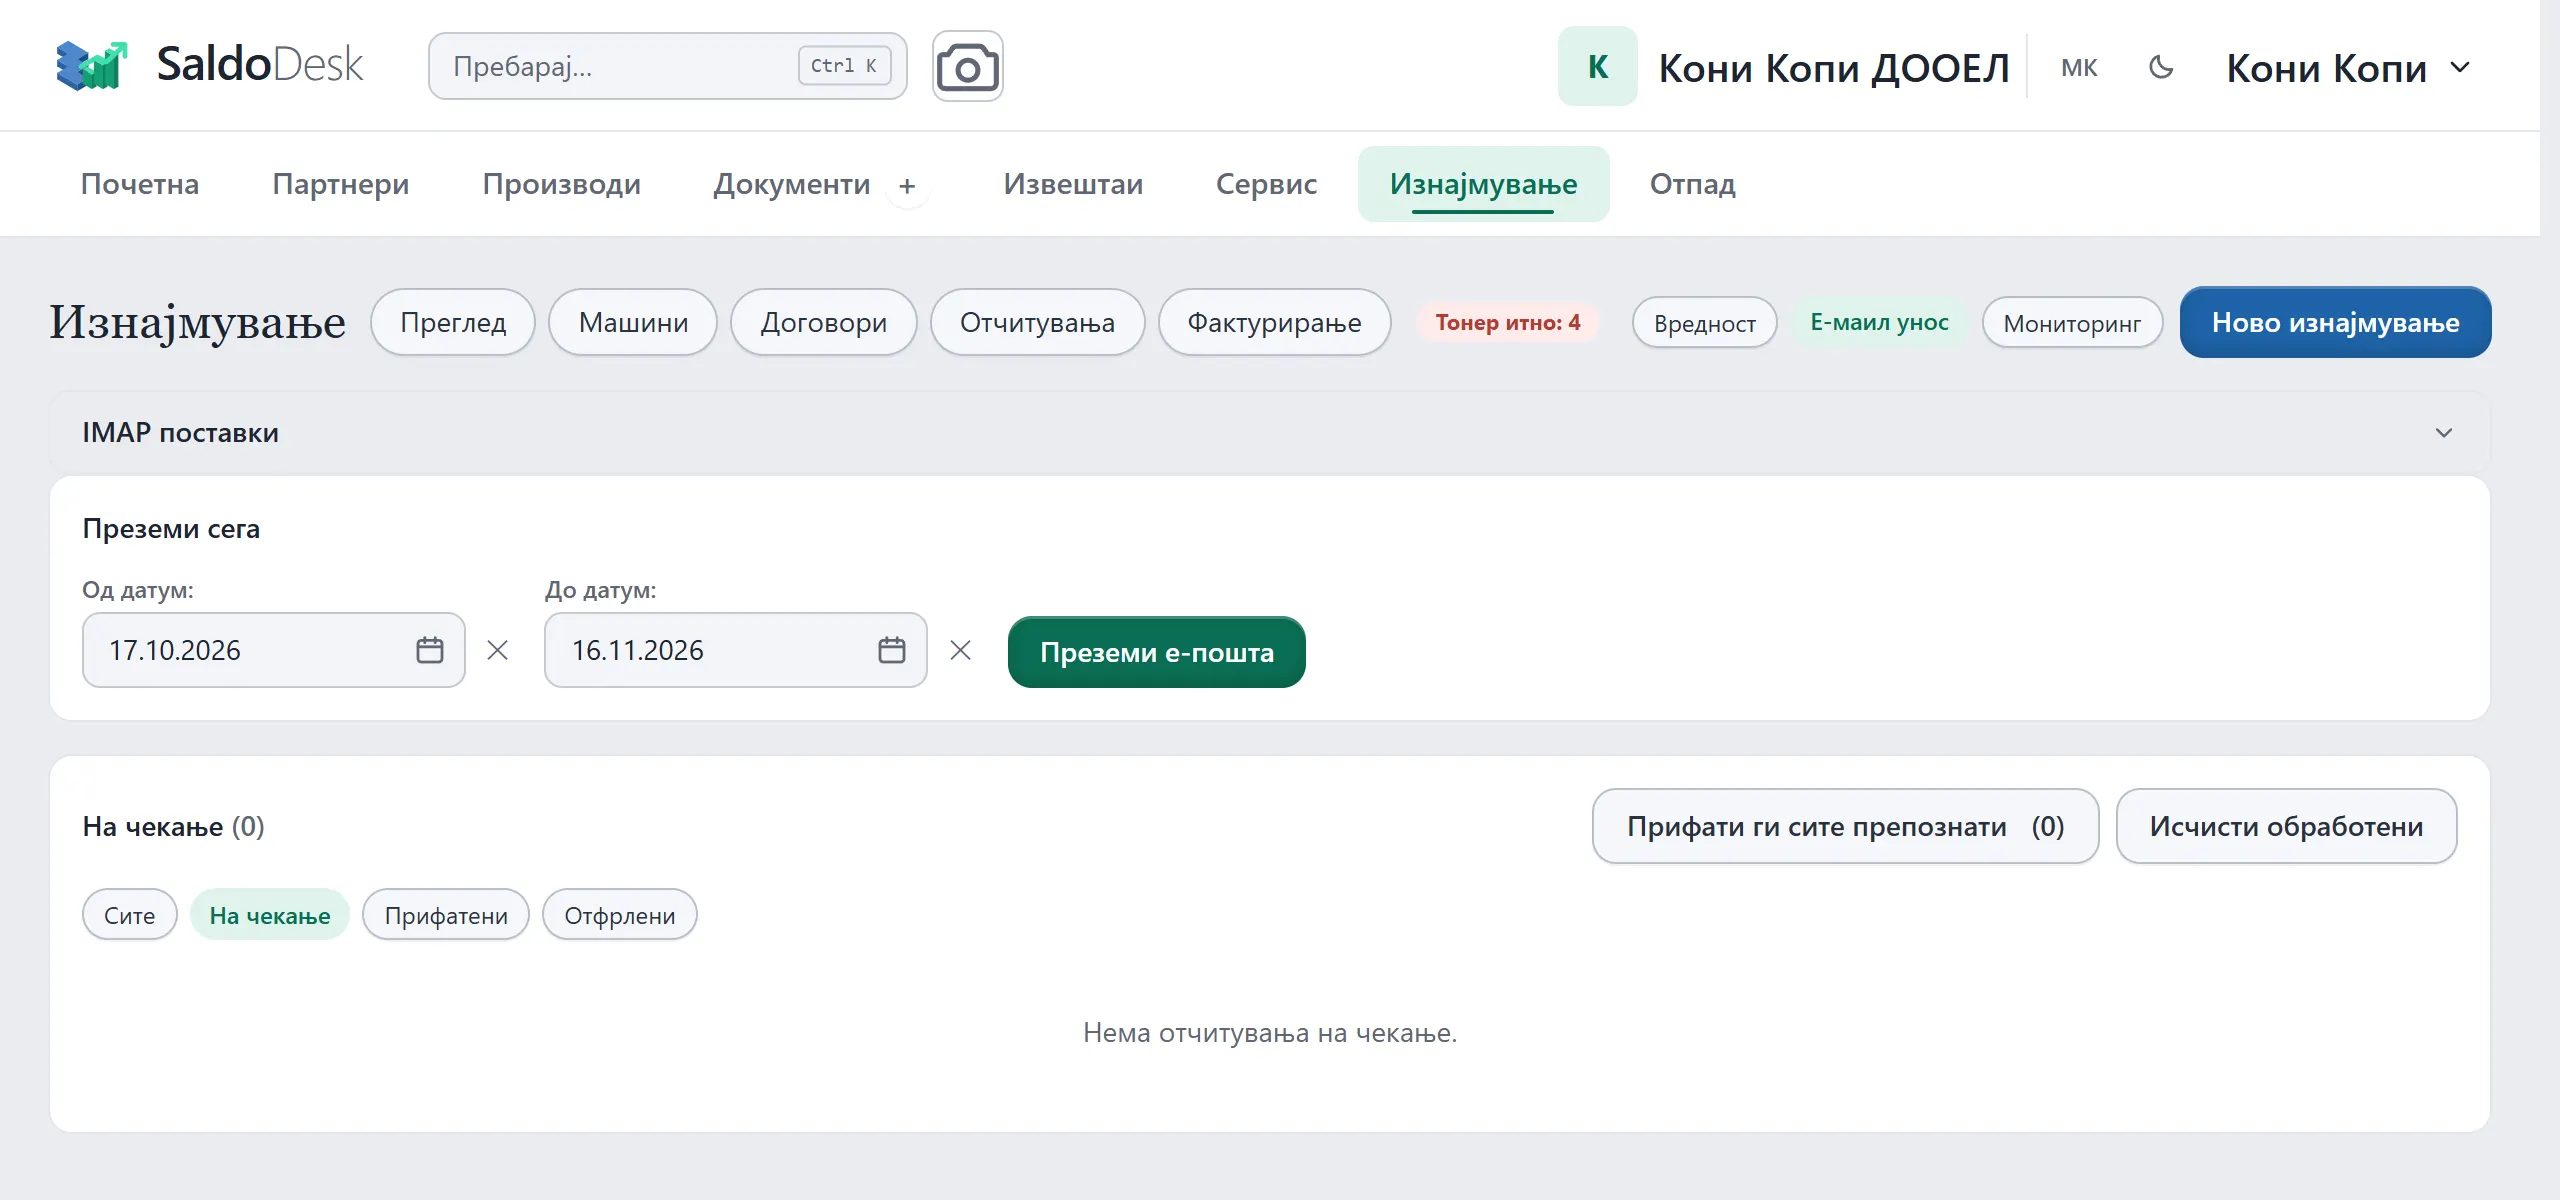 SaldoDesk
Пребарај... Ctrl K
К Кони Копи ДООЕЛ МК Кони Копи
Почетна Партнери Производи Документи + Извештаи Сервис Изнајмување Отпад
Изнајмување Преглед Машини Договори Отчитувања Фактурирање Тонер итно: 4 Вредност Е-маил унос Мониторинг Ново изнајмување
IMAP поставки
Преземи сега
Од датум: До датум:
17.10.2026 16.11.2026 Преземи е-пошта
На чекање (0) Прифати ги сите препознати (0) Исчисти обработени
Сите На чекање Прифатени Отфрлени
Нема отчитувања на чекање.